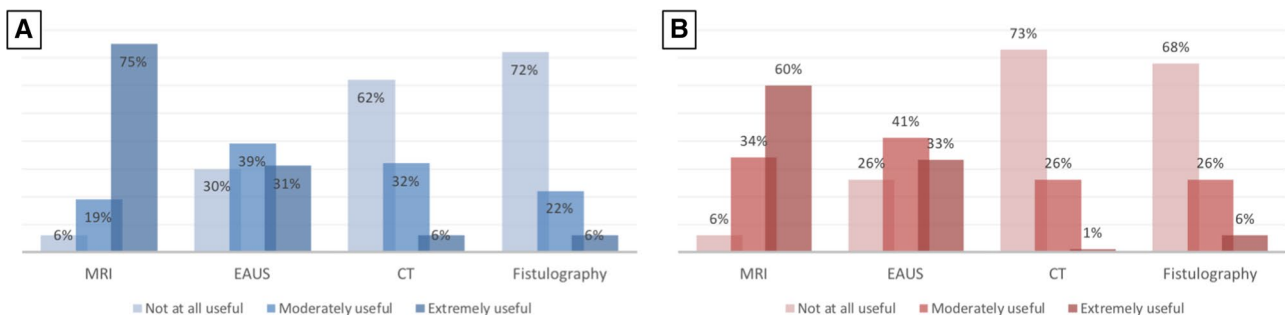 A
6%
19%
75%
30%
39%
31%
62%
32%
6%
72%
22%
6%
MRI
EAUS
CT
Fistulography
Not at all useful
Moderately useful
Extremely useful
B
6%
34%
60%
26%
41%
33%
73%
26%
1%
68%
26%
6%
MRI
EAUS
CT
Fistulography
Not at all useful
Moderately useful
Extremely useful